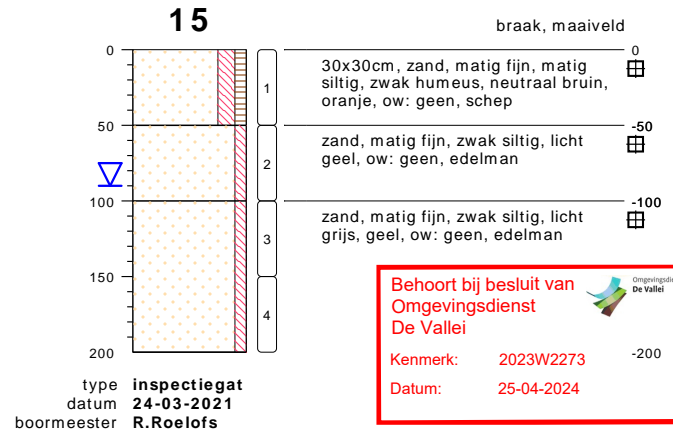 15
braak, maaiveld
0
0
30x30cm, zand, matig fijn, matig
siltig, zwak humeus, neutraal bruin,
oranje, ow: geen, schep
1
50
-50
zand, matig fijn, zwak siltig, licht
geel, ow: geen, edelman
2
100
-100
zand, matig fijn, zwak siltig, licht
grijs, geel, ow: geen, edelman
3
150
4
200
-200
Behoort bij besluit van
Omgevingsdienst
De Vallei
Omgevingsdie
De Vallei
Kenmerk: 2023W2273
Datum: 25-04-2024
type inspectiegat
datum 24-03-2021
boormeester R.Roelofs